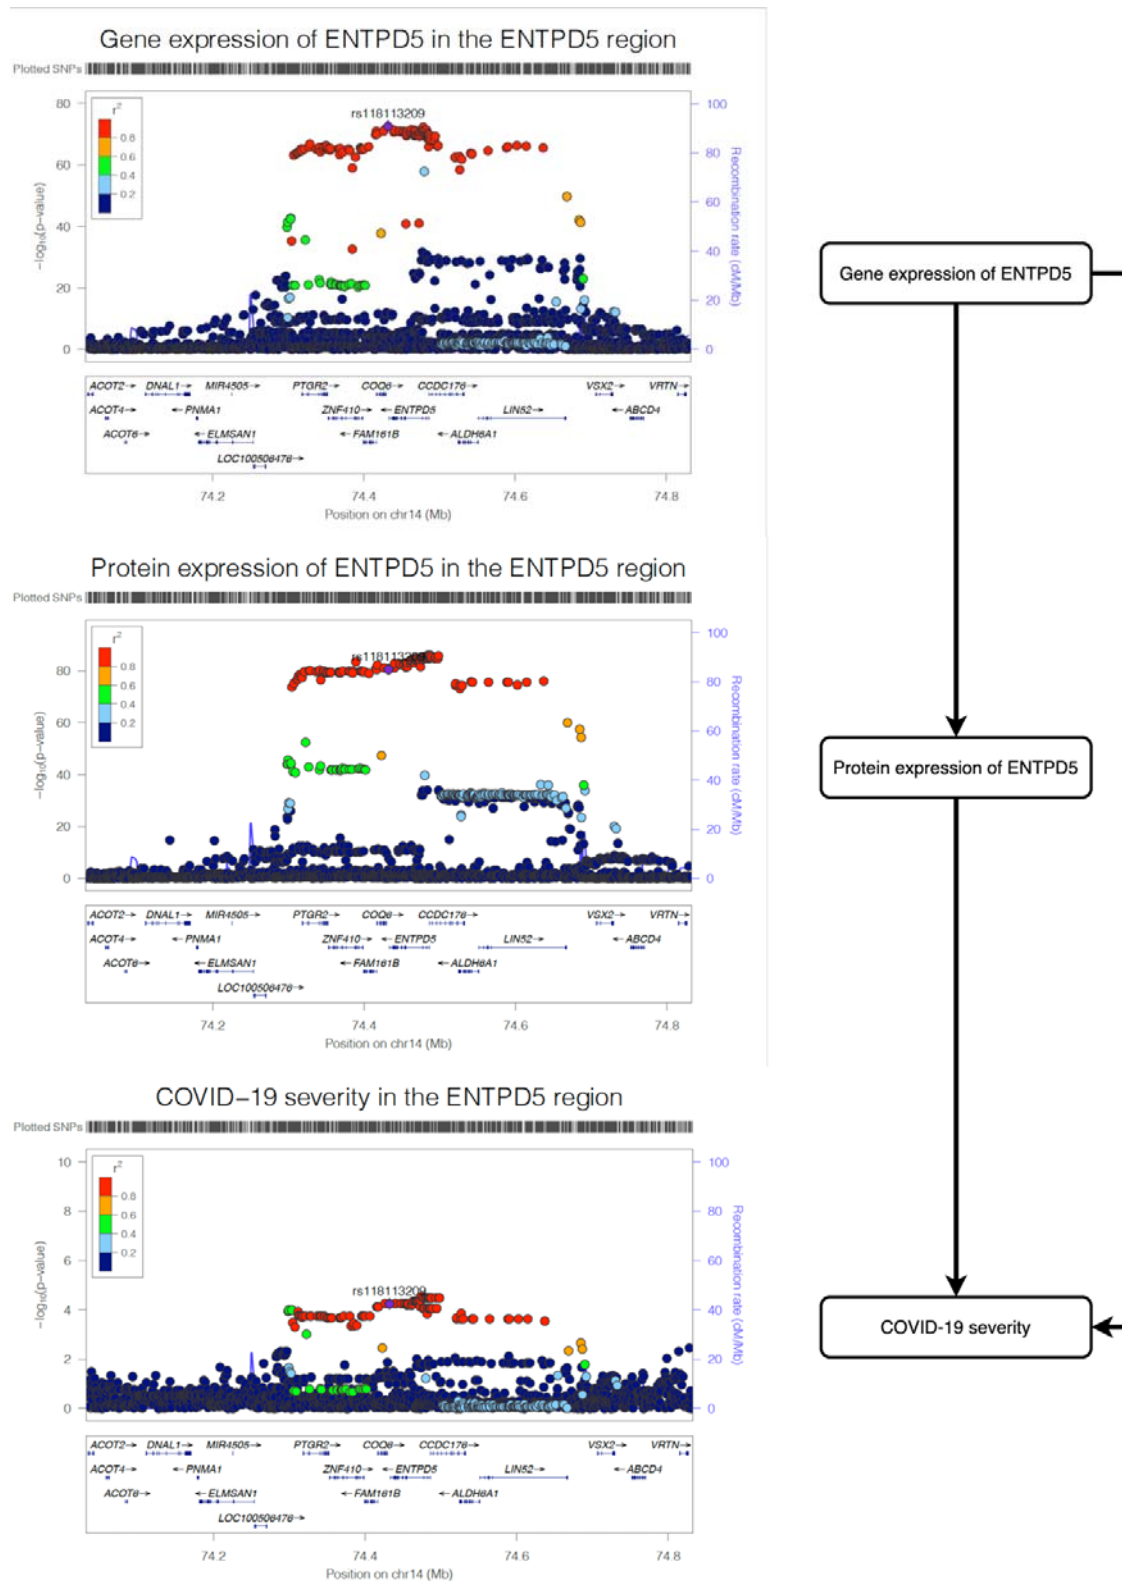 Gene expression of ENTPD5 in the ENTPD5 region
Plotted SNPs
r²
0.8
0.6
0.4
0.2
rs118113209
80
60
40
20
0
−log₁₀(p−value)
100
80
60
40
20
0
Recombination rate (cM/Mb)
ACOT2→ DNAL1→ MIR4505→ PTGR2→ COQ6→ CCDC176→ VSX2→ VRTN→
ACOT4→ ←PNMA1 ZNF410→ ←ENTPD5 LIN52→ ←ABCD4
ACOT6→ ←ELMSAN1 ←FAM161B ←ALDH6A1
LOC100506476→
74.2 74.4 74.6 74.8
Position on chr14 (Mb)
Gene expression of ENTPD5
Protein expression of ENTPD5 in the ENTPD5 region
Plotted SNPs
r²
0.8
0.6
0.4
0.2
rs118113209
80
60
40
20
0
−log₁₀(p−value)
100
80
60
40
20
0
Recombination rate (cM/Mb)
ACOT2→ DNAL1→ MIR4505→ PTGR2→ COQ6→ CCDC176→ VSX2→ VRTN→
ACOT4→ ←PNMA1 ZNF410→ ←ENTPD5 LIN52→ ←ABCD4
ACOT6→ ←ELMSAN1 ←FAM161B ←ALDH6A1
LOC100506476→
74.2 74.4 74.6 74.8
Position on chr14 (Mb)
Protein expression of ENTPD5
COVID−19 severity in the ENTPD5 region
Plotted SNPs
r²
0.8
0.6
0.4
0.2
rs118113209
10
8
6
4
2
0
−log₁₀(p−value)
100
80
60
40
20
0
Recombination rate (cM/Mb)
ACOT2→ DNAL1→ MIR4505→ PTGR2→ COQ6→ CCDC176→ VSX2→ VRTN→
ACOT4→ ←PNMA1 ZNF410→ ←ENTPD5 LIN52→ ←ABCD4
ACOT6→ ←ELMSAN1 ←FAM161B ←ALDH6A1
LOC100506476→
74.2 74.4 74.6 74.8
Position on chr14 (Mb)
COVID-19 severity